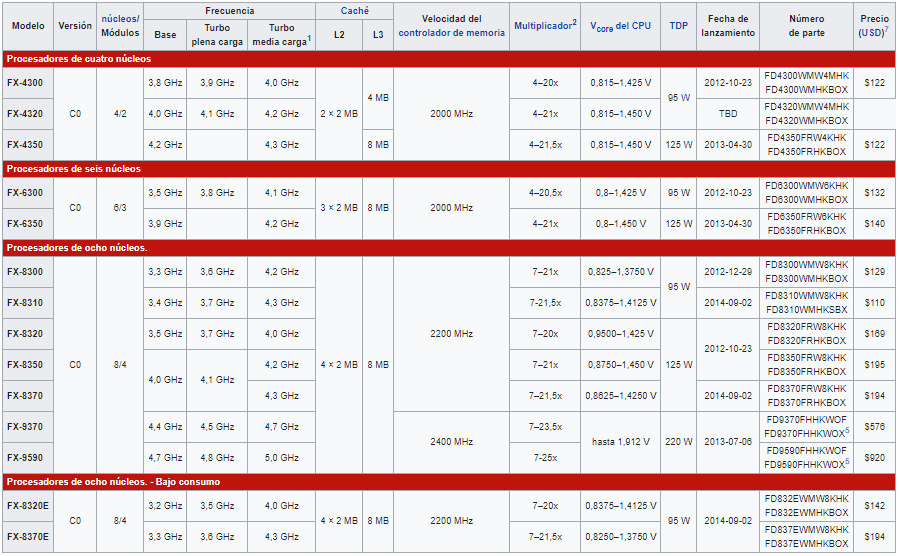 Modelo Versión núcleos/ Módulos Frecuencia Caché Velocidad del controlador de memoria Multiplicador2 Vcore del CPU TDP Fecha de lanzamiento Número de parte Precio (USD)7
Base Turbo plena carga Turbo media carga1 L2 L3
Procesadores de cuatro núcleos
FX-4300 C0 4/2 3,8 GHz 3,9 GHz 4,0 GHz 2 × 2 MB 4 MB 2000 MHz 4–20x 0,815–1,425 V 95 W 2012-10-23 FD4300WMW4MHK FD4300WMHKBOX $122
FX-4320 4,0 GHz 4,1 GHz 4,2 GHz 4–21x 0,815–1,450 V TBD FD4320WMW4MHK FD4320WMHKBOX
FX-4350 4,2 GHz 4,3 GHz 8 MB 4–21,5x 0,815–1,450 V 125 W 2013-04-30 FD4350FRW4KHK FD4350FRHKBOX $122
Procesadores de seis núcleos
FX-6300 C0 6/3 3,5 GHz 3,8 GHz 4,1 GHz 3 × 2 MB 8 MB 2000 MHz 4–20,5x 0,8–1,425 V 95 W 2012-10-23 FD6300WMW6KHK FD6300WMHKBOX $132
FX-6350 3,9 GHz 4,2 GHz 4–21x 0,8–1,450 V 125 W 2013-04-30 FD6350FRW6KHK FD6350FRHKBOX $140
Procesadores de ocho núcleos.
FX-8300 C0 8/4 3,3 GHz 3,6 GHz 4,2 GHz 4 × 2 MB 8 MB 2200 MHz 7–21x 0,825–1,3750 V 95 W 2012-12-29 FD8300WMW8KHK FD8300WMHKBOX $129
FX-8310 3,4 GHz 3,7 GHz 4,3 GHz 7-21,5x 0,8375–1,4125 V 2014-09-02 FD8310WMW8KHK FD8310WMHKSBX $110
FX-8320 3,5 GHz 3,7 GHz 4,0 GHz 7–20x 0,9500–1,425 V 125 W 2012-10-23 FD8320FRW8KHK FD8320FRHKBOX $169
FX-8350 4,0 GHz 4,1 GHz 4,2 GHz 7–21x 0,8750–1,450 V FD8350FRW8KHK FD8350FRHKBOX $195
FX-8370 4,3 GHz 7–21,5x 0,8625–1,4250 V 2014-09-02 FD8370FRW8KHK FD8370FRHKBOX $194
FX-9370 4,4 GHz 4,5 GHz 4,7 GHz 2400 MHz 7–23,5x hasta 1,912 V 220 W 2013-07-06 FD9370FHHKWOF FD9370FHHKWOX5 $576
FX-9590 4,7 GHz 4,8 GHz 5,0 GHz 7-25x FD9590FHHKWOF FD9590FHHKWOX5 $920
Procesadores de ocho núcleos. - Bajo consumo
FX-8320E C0 8/4 3,2 GHz 3,5 GHz 4,0 GHz 4 × 2 MB 8 MB 2200 MHz 7–20x 0,8375–1,4125 V 95 W 2014-09-02 FD832EWMW8KHK FD832EWMHKBOX $142
FX-8370E 3,3 GHz 3,6 GHz 4,3 GHz 7–21,5x 0,8250–1,3750 V FD837EWMW8KHK FD837EWMHKBOX $194